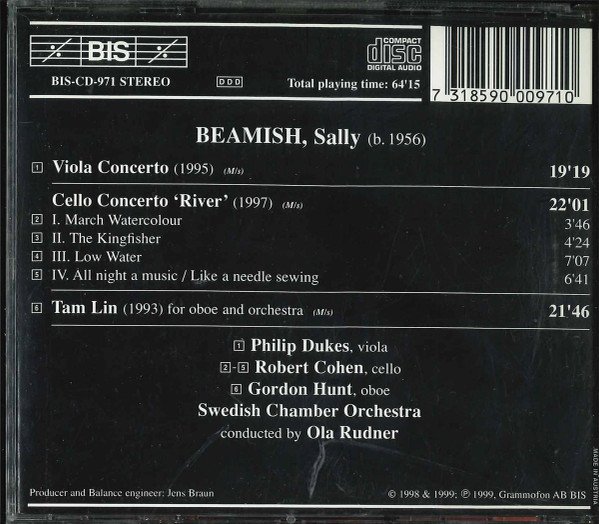 BIS
COMPACT
disc
DIGITAL AUDIO
BIS-CD-971 STEREO
DDD
Total playing time: 64'15
7 318590 009710
BEAMISH, Sally (b. 1956)
1 Viola Concerto (1995) (M/s) 19'19
Cello Concerto ‘River’ (1997) (M/s) 22'01
2 I. March Watercolour 3'46
3 II. The Kingfisher 4'24
4 III. Low Water 7'07
5 IV. All night a music / Like a needle sewing 6'41
6 Tam Lin (1993) for oboe and orchestra (M/s) 21'46
1 Philip Dukes, viola
2-5 Robert Cohen, cello
6 Gordon Hunt, oboe
Swedish Chamber Orchestra
conducted by Ola Rudner
Producer and Balance engineer: Jens Braun
© 1998 & 1999; ℗ 1999, Grammofon AB BIS
MADE IN AUSTRIA